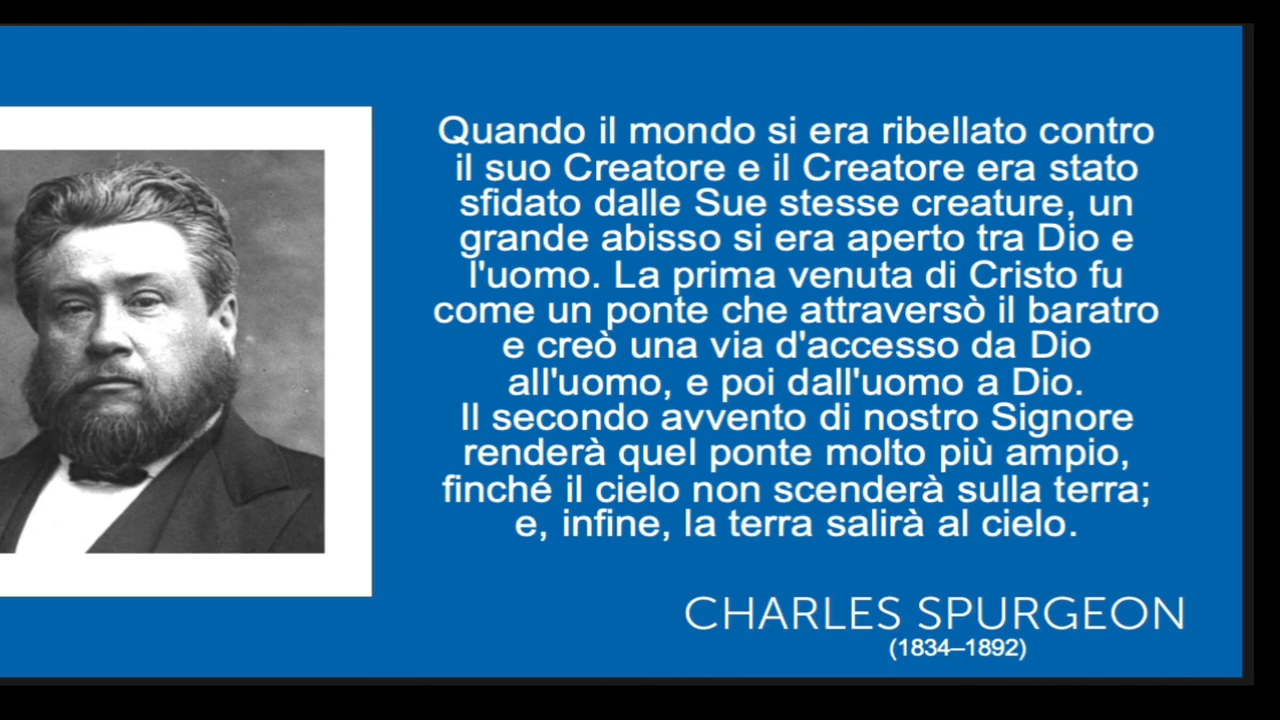 Quando il mondo si era ribellato contro
il suo Creatore e il Creatore era stato
sfidato dalle Sue stesse creature, un
grande abisso si era aperto tra Dio e
l'uomo. La prima venuta di Cristo fu
come un ponte che attraversò il baratro
e creò una via d'accesso da Dio
all'uomo, e poi dall'uomo a Dio.
Il secondo avvento di nostro Signore
renderà quel ponte molto più ampio,
finché il cielo non scenderà sulla terra;
e, infine, la terra salirà al cielo.
CHARLES SPURGEON
(1834–1892)